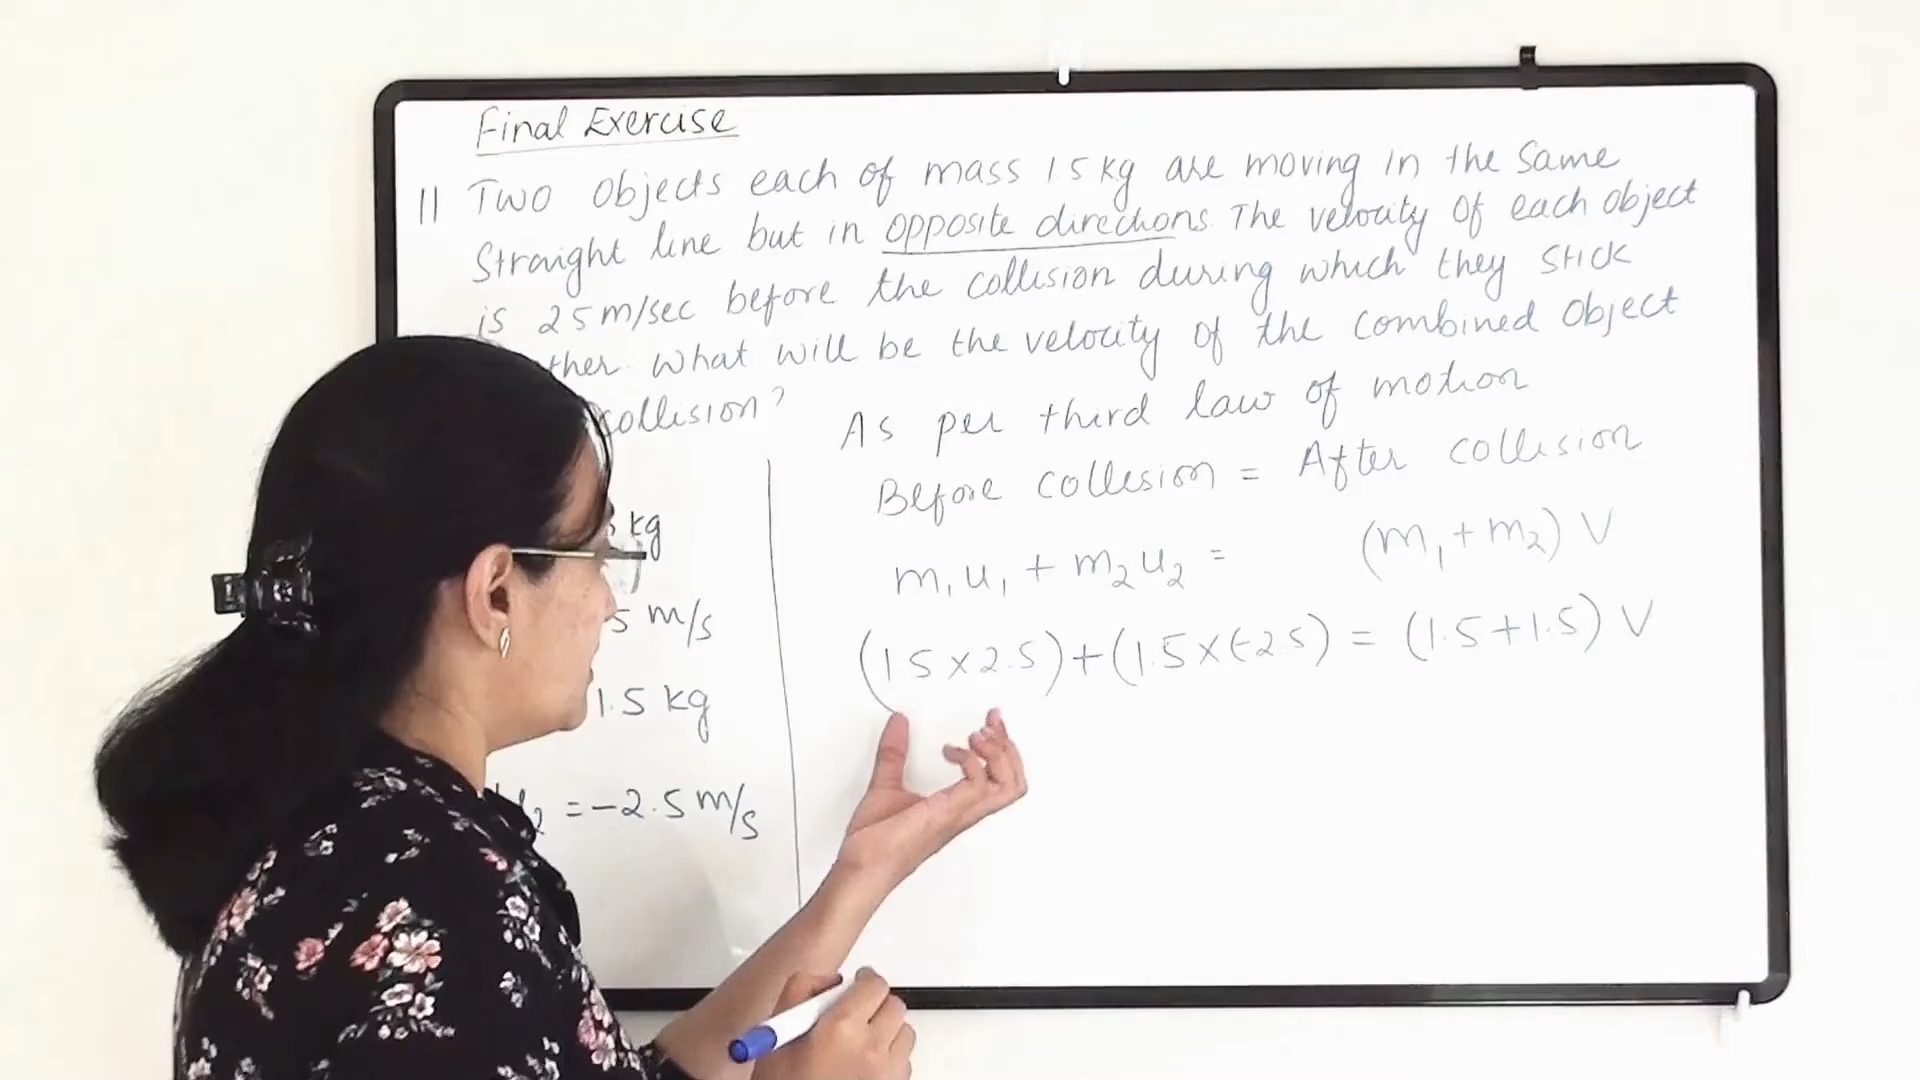 Final Exercise
11 Two objects each of mass 1.5 kg are moving in the same
straight line but in opposite directions. The velocity of each object
is 2.5 m/sec before the collision during which they stick
ther. What will be the velocity of the combined object
collision?
As per third law of motion
Before collision = After collision
kg
m₁u₁ + m₂u₂ = (m₁ + m₂) V
5 m/s
(1.5 x 2.5) + (1.5 x (-2.5) = (1.5 + 1.5) V
1.5 kg
u₂ = -2.5 m/s